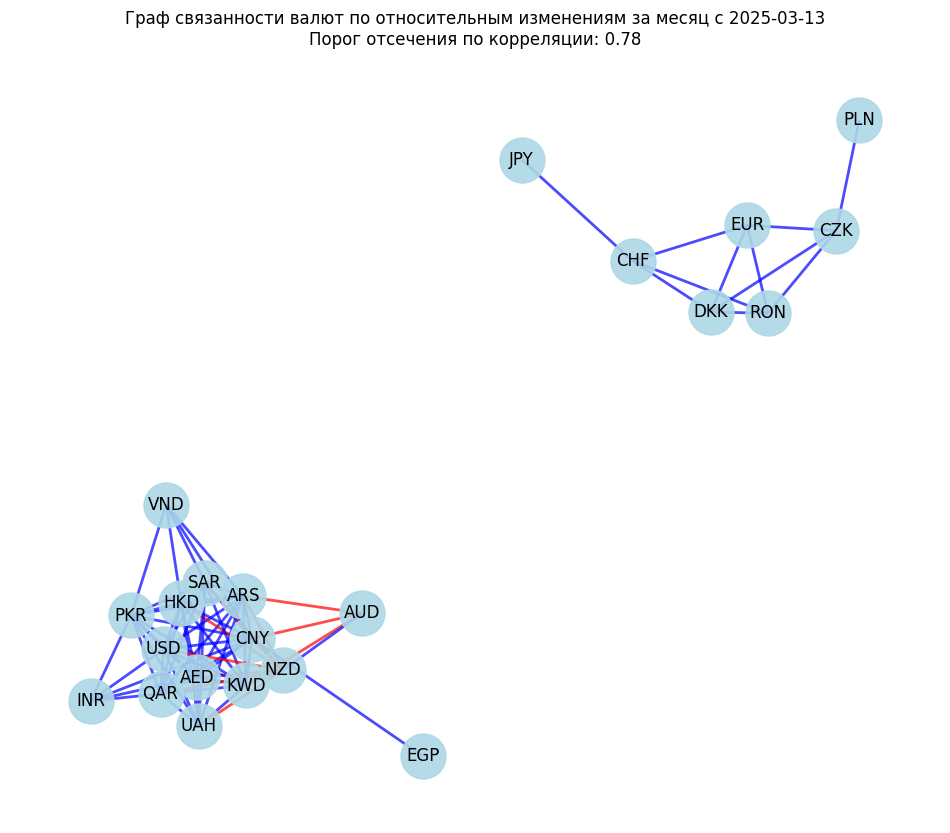 Граф связанности валют по относительным изменениям за месяц с 2025-03-13
Порог отсечения по корреляции: 0.78
PLN
JPY
EUR
CZK
CHF
DKK
RON
VND
SAR
HKD
ARS
PKR
AUD
CNY
USD
NZD
AED
KWD
QAR
INR
UAH
EGP